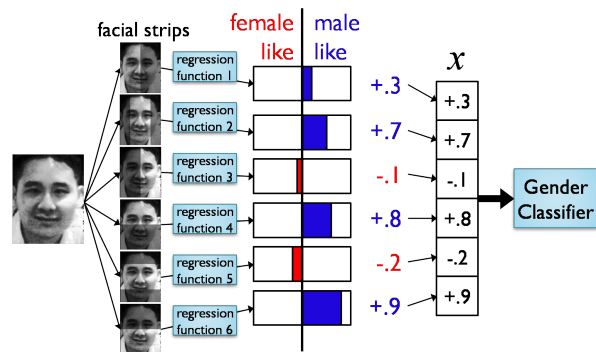 facial strips
female like
male like
x
regression function 1
+.3
+.3
regression function 2
+.7
+.7
regression function 3
-.1
-.1
regression function 4
+.8
+.8
regression function 5
-.2
-.2
regression function 6
+.9
+.9
Gender Classifier